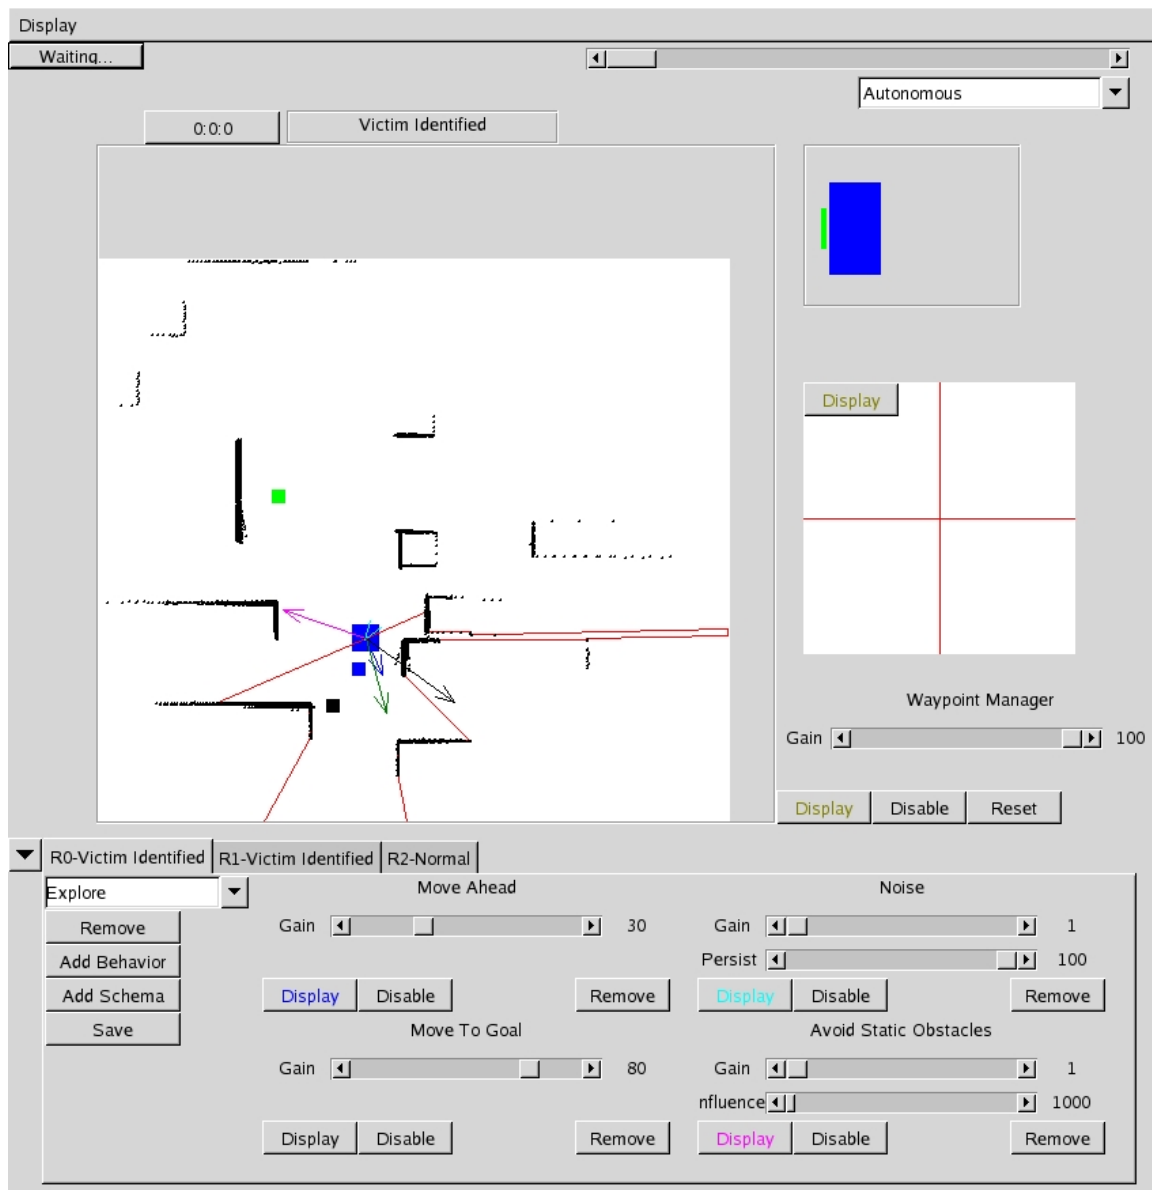 Display
Waiting...
Autonomous
0:0:0 Victim Identified
Display
Waypoint Manager
Gain 100
Display Disable Reset
R0-Victim Identified R1-Victim Identified R2-Normal
Explore Move Ahead Noise
Remove Gain 30 Gain 1
Add Behavior Persist 100
Add Schema Display Disable Remove Display Disable Remove
Save Move To Goal Avoid Static Obstacles
Gain 80 Gain 1
nfluence 1000
Display Disable Remove Display Disable Remove